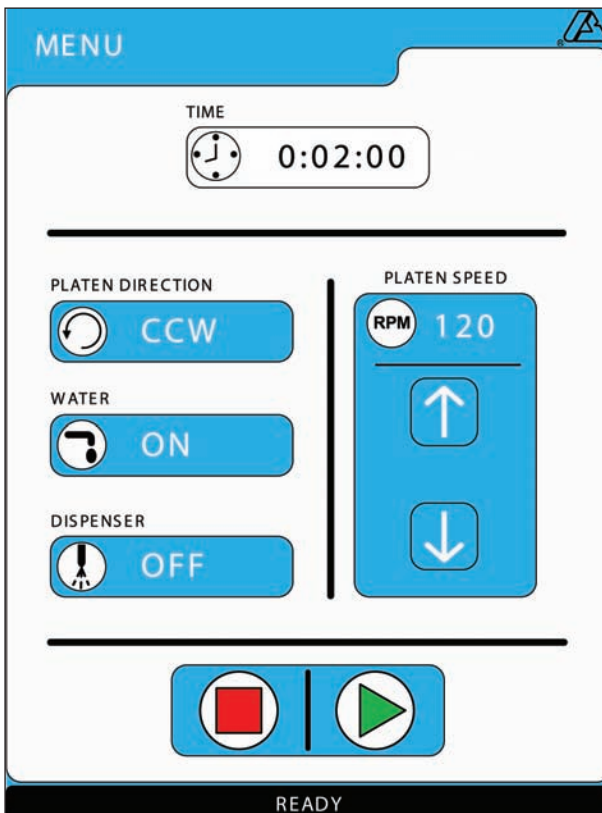 MENU
®
TIME
0:02:00
PLATEN DIRECTION
CCW
WATER
ON
DISPENSER
OFF
PLATEN SPEED
RPM 120
READY